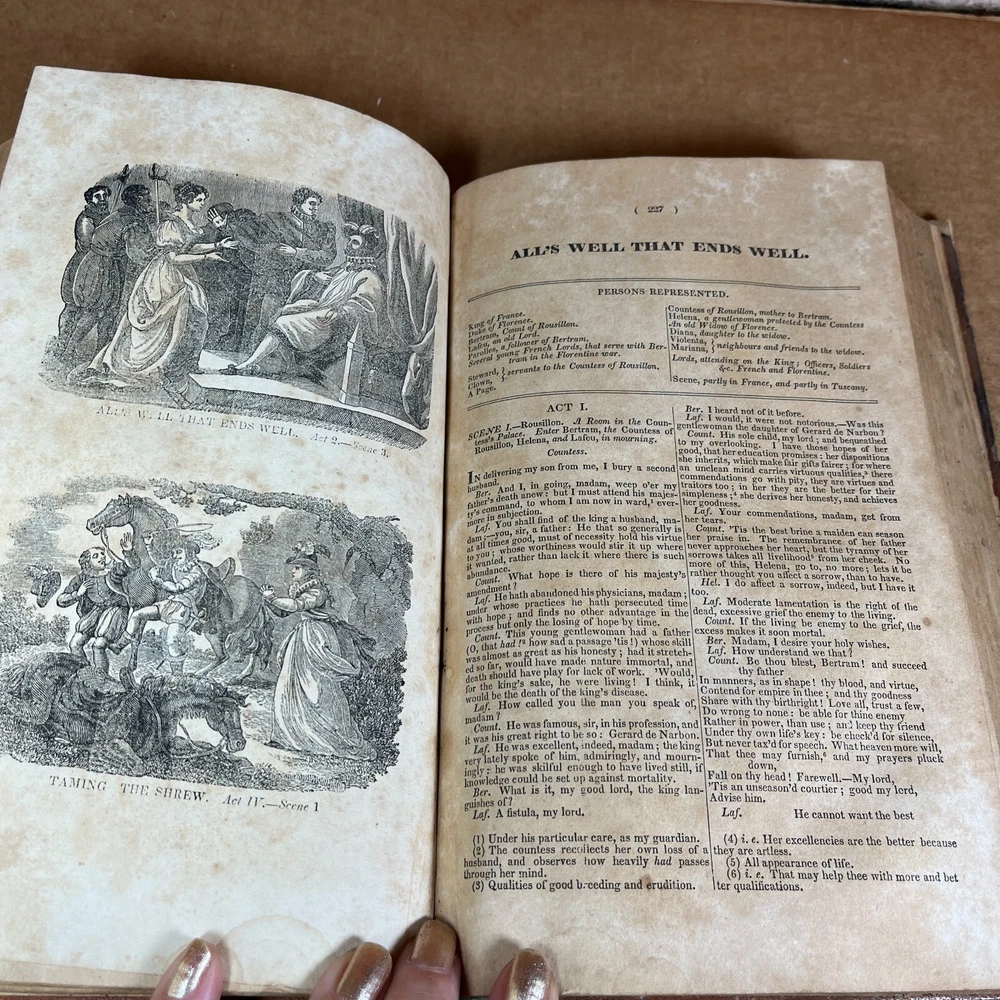 ALL'S WELL THAT ENDS WELL. Act 2.—Scene 3.
TAMING THE SHREW. Act IV.—Scene 1
( 227 )
ALL'S WELL THAT ENDS WELL.
PERSONS REPRESENTED.
King of France.
Duke of Florence.
Bertram, Count of Rousillon.
Lafeu, an old Lord.
Parolles, a follower of Bertram.
Several young French Lords, that serve with Ber-
tram in the Florentine war.
Steward, } servants to the Countess of Rousillon.
Clown,
A Page.
Countess of Rousillon, mother to Bertram.
Helena, a gentlewoman protected by the Countess
An old Widow of Florence.
Diana, daughter to the widow.
Violenta, } neighbours and friends to the widow.
Mariana,
Lords, attending on the King; Officers, Soldiers
&c. French and Florentine.
Scene, partly in France, and partly in Tuscany.
ACT I.
SCENE I.—Rousillon. A Room in the Coun-
tess's Palace. Enter Bertram, the Countess of
Rousillon, Helena, and Lafeu, in mourning.
Countess.
IN delivering my son from me, I bury a second
husband.
Ber. And I, in going, madam, weep o'er my
father's death anew: but I must attend his majes-
ty's command, to whom I am now in ward,¹ ever-
more in subjection.
Laf. You shall find of the king a husband, ma-
dam;—you, sir, a father: He that so generally is
at all times good, must of necessity hold his virtue
to you; whose worthiness would stir it up where
it wanted, rather than lack it where there is such
abundance.
Count. What hope is there of his majesty's
amendment?
Laf. He hath abandoned his physicians, madam;
under whose practices he hath persecuted time
with hope; and finds no other advantage in the
process but only the losing of hope by time.
Count. This young gentlewoman had a father
(O, that had!² how sad a passage 'tis!) whose skill
was almost as great as his honesty; had it stretch-
ed so far, would have made nature immortal, and
death should have play for lack of work. 'Would,
for the king's sake, he were living! I think, it
would be the death of the king's disease.
Laf. How called you the man you speak of,
madam?
Count. He was famous, sir, in his profession, and
it was his great right to be so: Gerard de Narbon.
Laf. He was excellent, indeed, madam; the king
very lately spoke of him, admiringly, and mourn-
ingly: he was skilful enough to have lived still, if
knowledge could be set up against mortality.
Ber. What is it, my good lord, the king lan-
guishes of?
Laf. A fistula, my lord.
Ber. I heard not of it before.
Laf. I would, it were not notorious.—Was this
gentlewoman the daughter of Gerard de Narbon?
Count. His sole child, my lord; and bequeathed
to my overlooking. I have those hopes of her
good, that her education promises: her dispositions
she inherits, which make fair gifts fairer; for where
an unclean mind carries virtuous qualities,³ there
commendations go with pity, they are virtues and
traitors too; in her they are the better for their
simpleness;⁴ she derives her honesty, and achieves
her goodness.
Laf. Your commendations, madam, get from
her tears.
Count. 'Tis the best brine a maiden can season
her praise in. The remembrance of her father
never approaches her heart, but the tyranny of her
sorrows takes all livelihood⁵ from her cheek. No
more of this, Helena, go to, no more; lets it be
rather thought you affect a sorrow, than to have.
Hel. I do affect a sorrow, indeed, but I have it
too.
Laf. Moderate lamentation is the right of the
dead, excessive grief the enemy to the living.
Count. If the living be enemy to the grief, the
excess makes it soon mortal.
Ber. Madam, I desire your holy wishes.
Laf. How understand we that?
Count. Be thou blest, Bertram! and succeed
thy father
In manners, as in shape! thy blood, and virtue,
Contend for empire in thee; and thy goodness
Share with thy birthright! Love all, trust a few,
Do wrong to none: be able for thine enemy
Rather in power, than use; and keep thy friend
Under thy own life's key: be check'd for silence,
But never tax'd for speech. What heaven more will,
That thee may furnish,⁶ and my prayers pluck
down,
Fall on thy head! Farewell.—My lord,
'Tis an unseason'd courtier; good my lord,
Advise him.
Laf. He cannot want the best
(1) Under his particular care, as my guardian.
(2) The countess recollects her own loss of a
husband, and observes how heavily had passes
through her mind.
(3) Qualities of good breeding and erudition.
(4) i. e. Her excellencies are the better because
they are artless.
(5) All appearance of life.
(6) i. e. That may help thee with more and bet
ter qualifications.